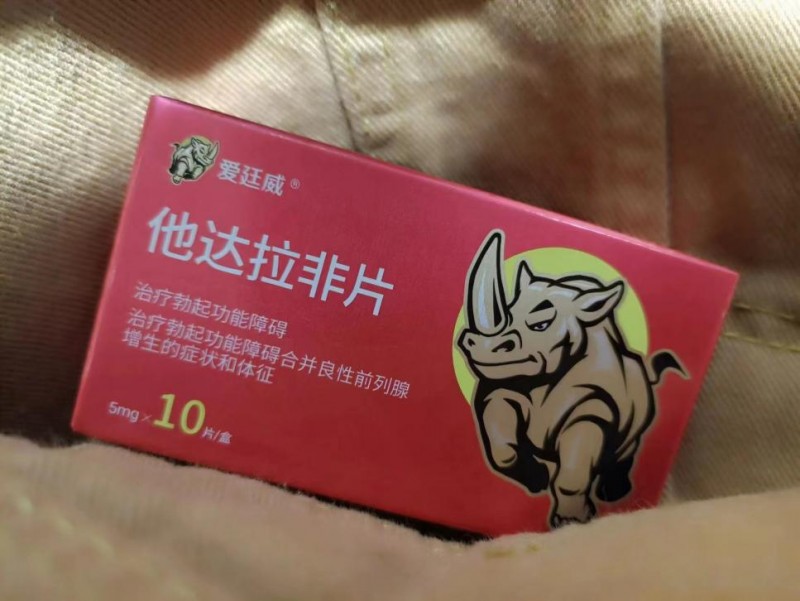 爱廷威®
他达拉非片
治疗勃起功能障碍
治疗勃起功能障碍合并良性前列腺
增生的症状和体征
5mg×10片/盒